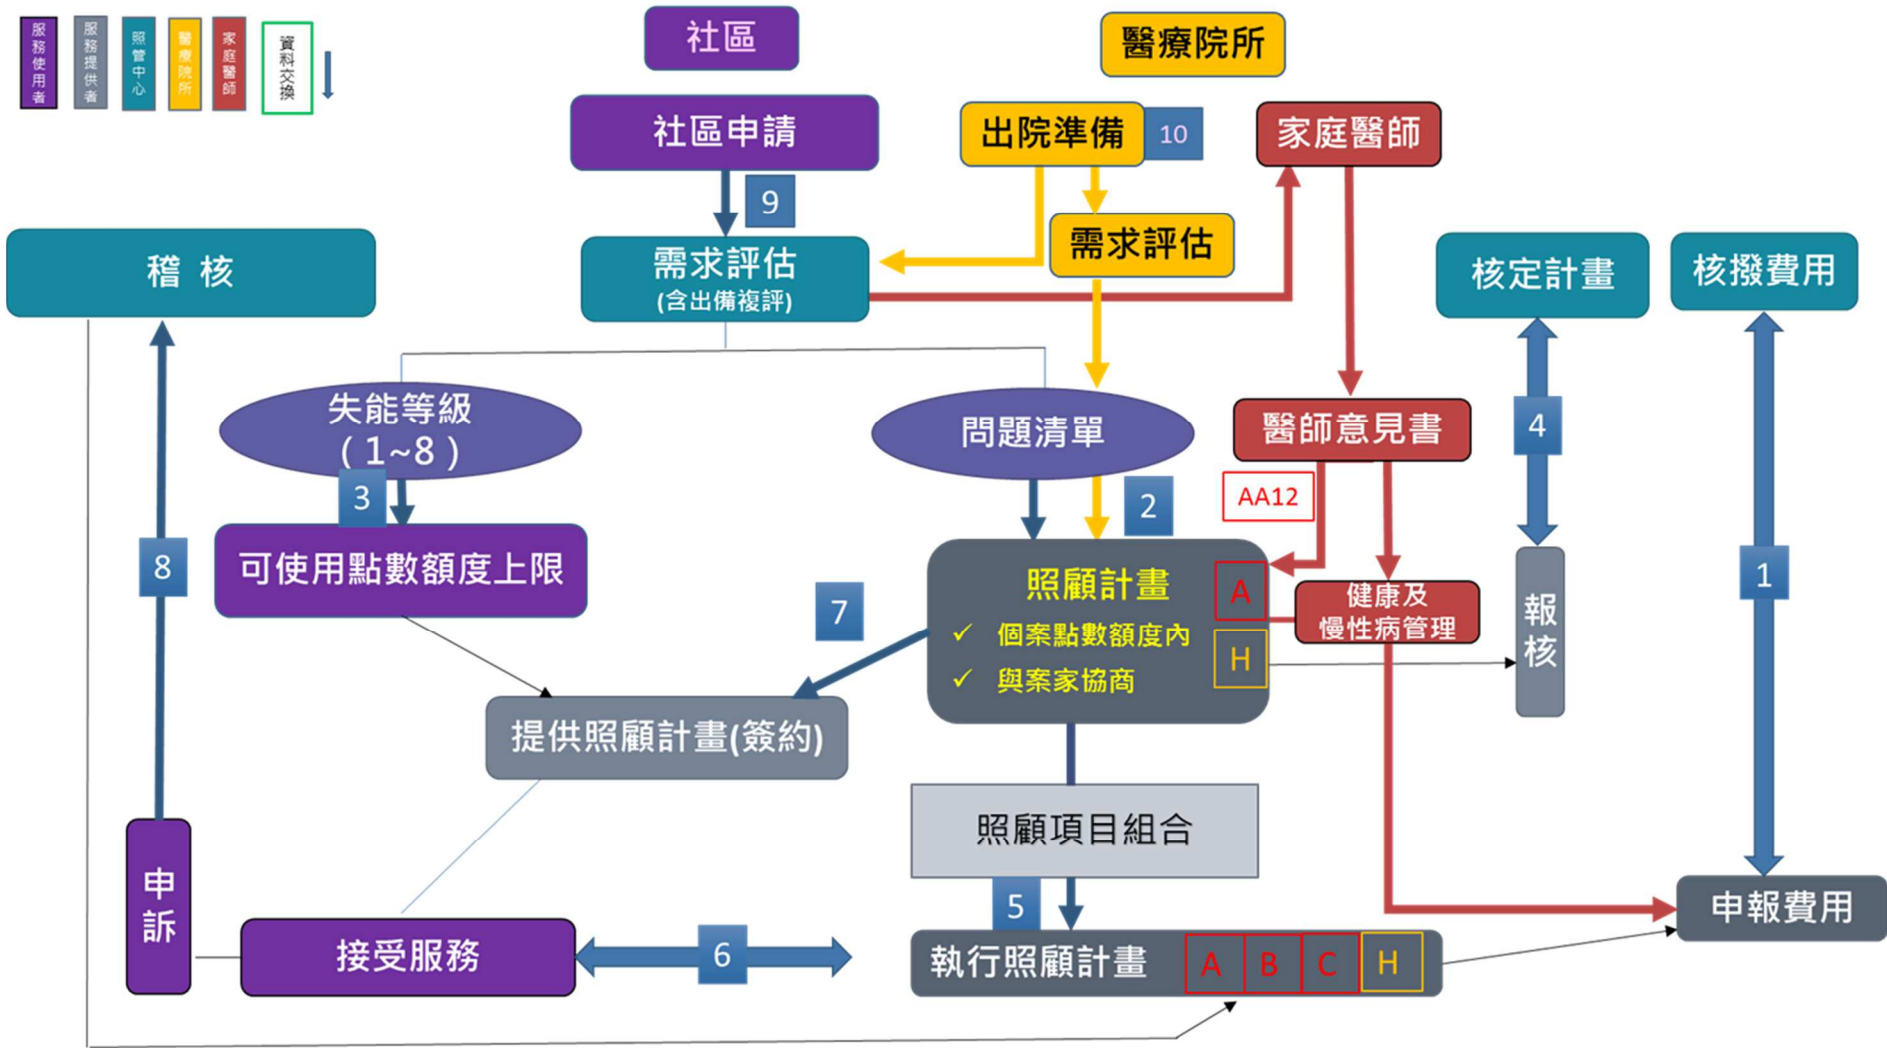 服務使用者
服務提供者
照管中心
醫療院所
家庭醫師
資料交換
社區
醫療院所
社區申請
出院準備
10
家庭醫師
9
稽 核
需求評估
(含出備複評)
需求評估
核定計畫
核撥費用
失能等級
(1~8)
問題清單
醫師意見書
4
3
2
AA12
8
可使用點數額度上限
7
照顧計畫
A
✓ 個案點數額度內
H
✓ 與案家協商
健康及
慢性病管理
報核
1
提供照顧計畫(簽約)
照顧項目組合
申訴
5
申報費用
接受服務
6
執行照顧計畫
A
B
C
H